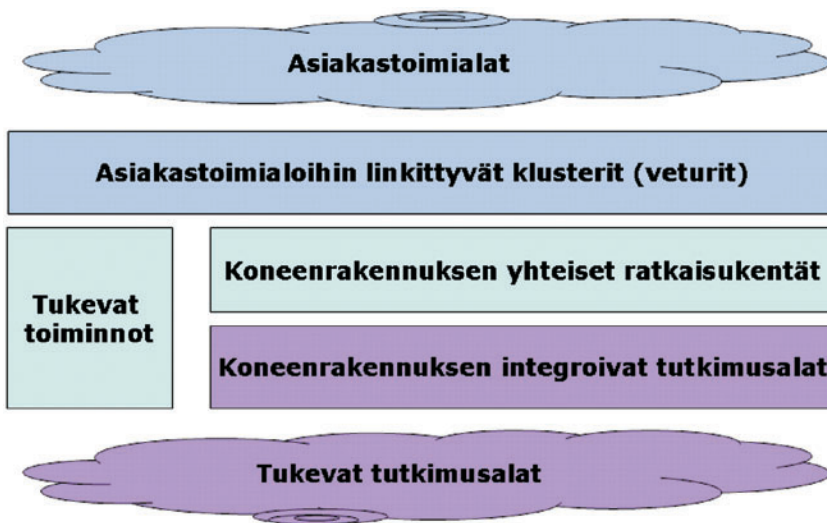 Asiakastoimialat
Asiakastoimialoihin linkittyvät klusterit (veturit)
Tukevat
toiminnot
Koneenrakennuksen yhteiset ratkaisukentät
Koneenrakennuksen integroivat tutkimusalat
Tukevat tutkimusalat